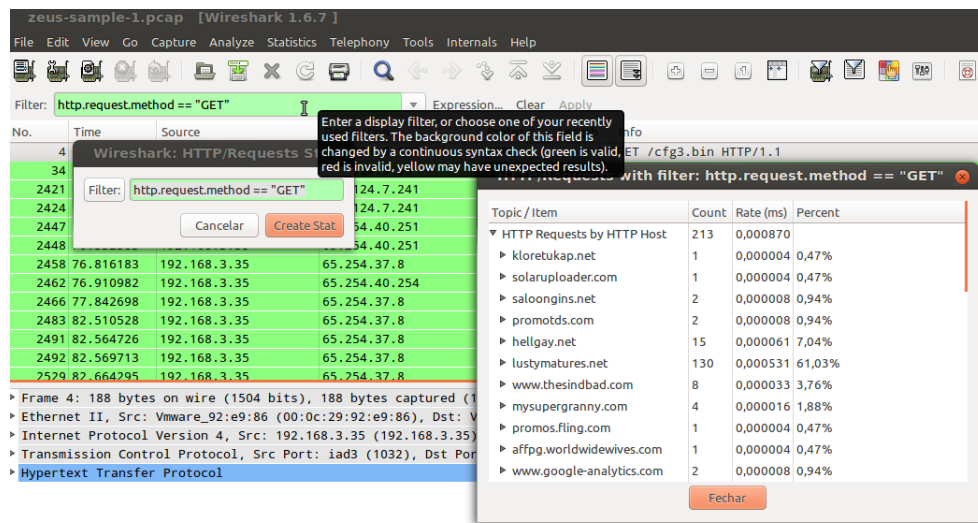 zeus-sample-1.pcap [Wireshark 1.6.7 ]
File Edit View Go Capture Analyze Statistics Telephony Tools Internals Help
Filter: http.request.method == "GET" Expression... Clear Apply
Enter a display filter, or choose one of your recently
used filters. The background color of this field is
changed by a continuous syntax check (green is valid,
red is invalid, yellow may have unexpected results).
No. Time Source nfo
4 ET /cfg3.bin HTTP/1.1
34
2421 124.7.241
2424 124.7.241
2447 54.40.251
2448 54.40.251
2458 76.816183 192.168.3.35 65.254.37.8
2462 76.910982 192.168.3.35 65.254.40.254
2466 77.842698 192.168.3.35 65.254.37.8
2483 82.510528 192.168.3.35 65.254.37.8
2491 82.564726 192.168.3.35 65.254.37.8
2492 82.569713 192.168.3.35 65.254.37.8
2529 82.664295 192.168.3.35 65.254.37.8
Wireshark: HTTP/Requests St
Filter: http.request.method == "GET"
Cancelar Create Stat
Frame 4: 188 bytes on wire (1504 bits), 188 bytes captured (1
Ethernet II, Src: Vmware_92:e9:86 (00:0c:29:92:e9:86), Dst: V
Internet Protocol Version 4, Src: 192.168.3.35 (192.168.3.35)
Transmission Control Protocol, Src Port: iad3 (1032), Dst Por
Hypertext Transfer Protocol
HTTP/Requests with filter: http.request.method == "GET"
Topic / Item Count Rate (ms) Percent
HTTP Requests by HTTP Host 213 0,000870
kloretukap.net 1 0,000004 0,47%
solaruploader.com 1 0,000004 0,47%
saloongins.net 2 0,000008 0,94%
promotds.com 2 0,000008 0,94%
hellgay.net 15 0,000061 7,04%
lustymatures.net 130 0,000531 61,03%
www.thesindbad.com 8 0,000033 3,76%
mysupergranny.com 4 0,000016 1,88%
promos.fling.com 1 0,000004 0,47%
affpg.worldwidewives.com 1 0,000004 0,47%
www.google-analytics.com 2 0,000008 0,94%
Fechar